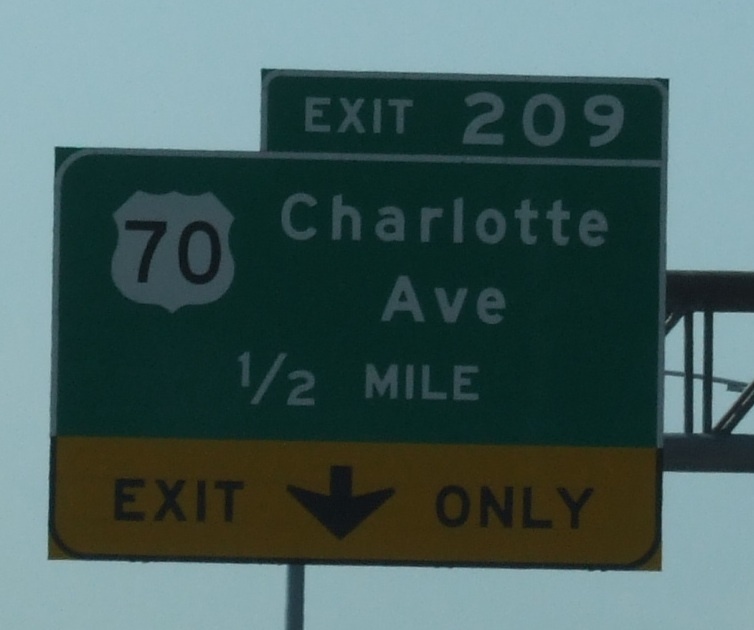 EXIT 209
70 Charlotte
Ave
1/2 MILE
EXIT ONLY